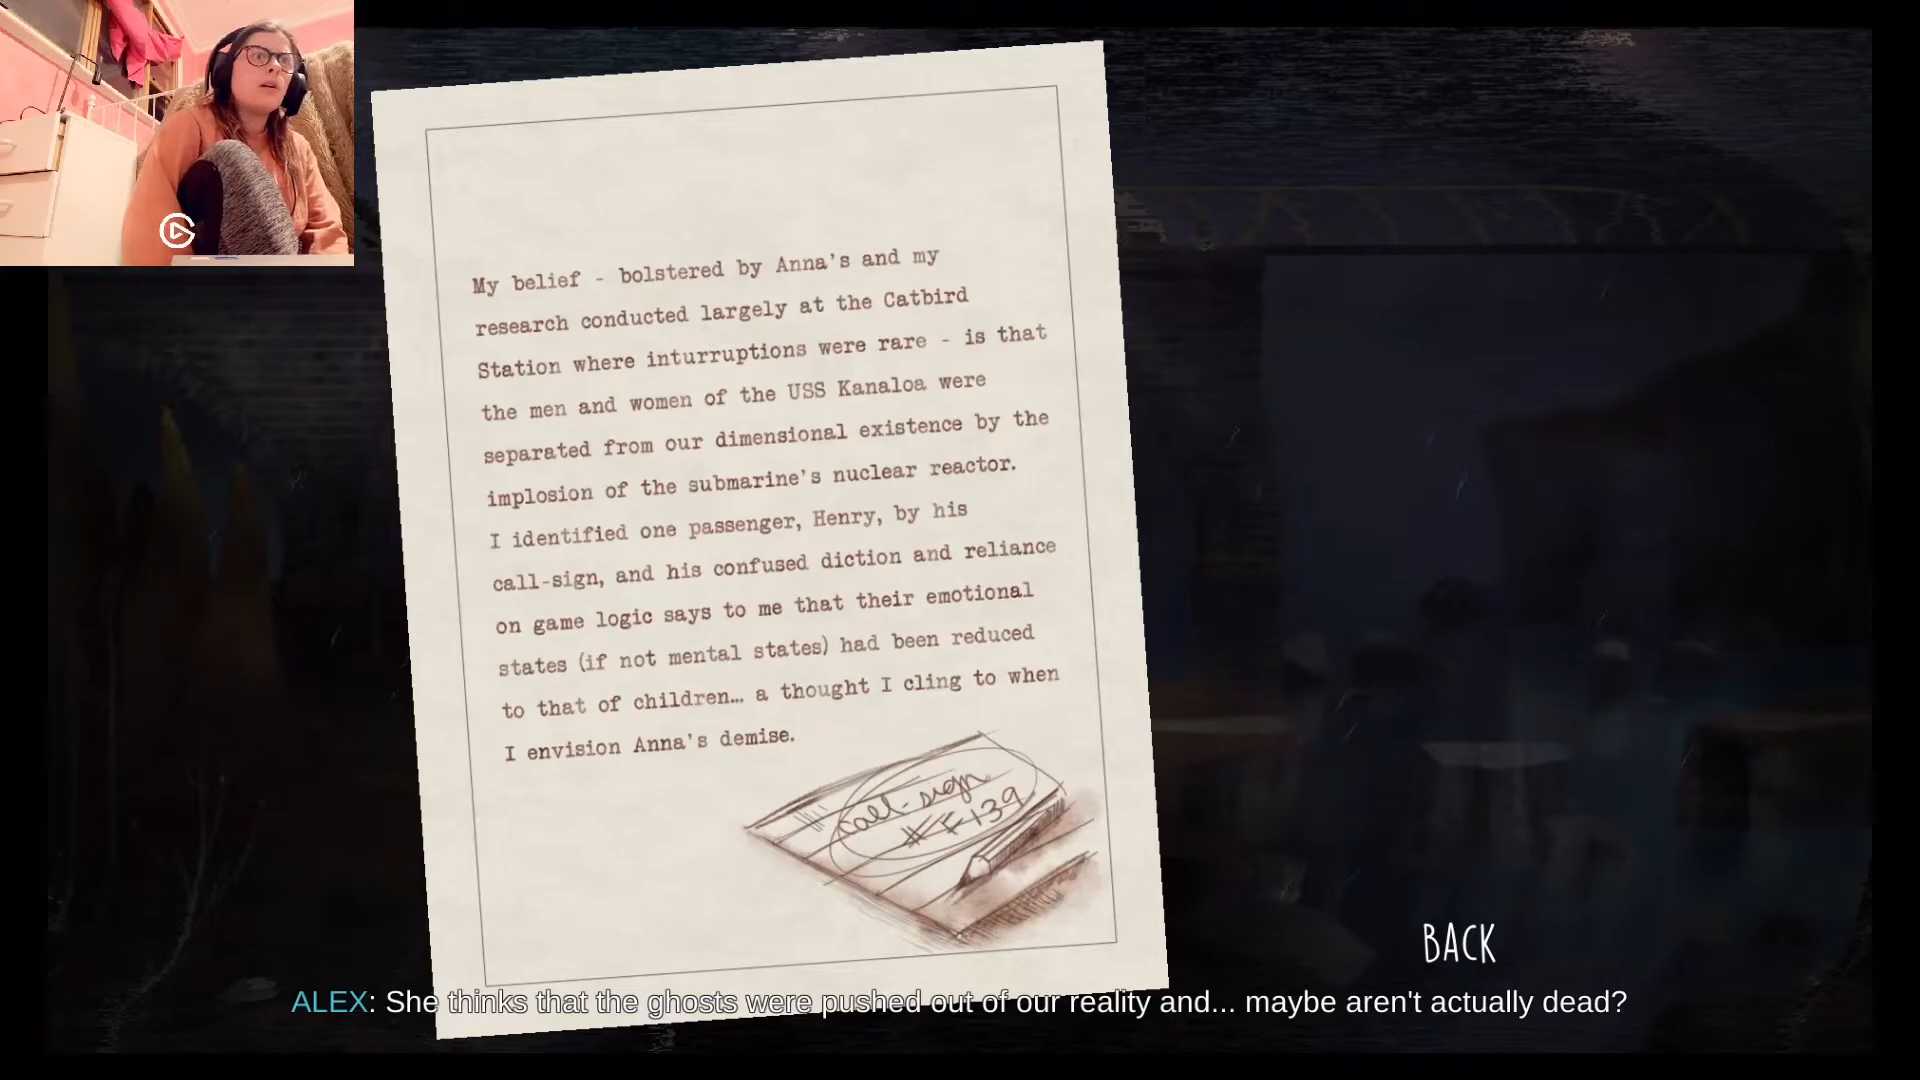 My belief - bolstered by Anna's and my
research conducted largely at the Catbird
Station where inturruptions were rare - is that
the men and women of the USS Kanaloa were
separated from our dimensional existence by the
implosion of the submarine's nuclear reactor.
I identified one passenger, Henry, by his
call-sign, and his confused diction and reliance
on game logic says to me that their emotional
states (if not mental states) had been reduced
to that of children... a thought I cling to when
I envision Anna's demise.
call-sign
#F-139
BACK
ALEX: She thinks that the ghosts were pushed out of our reality and... maybe aren't actually dead?